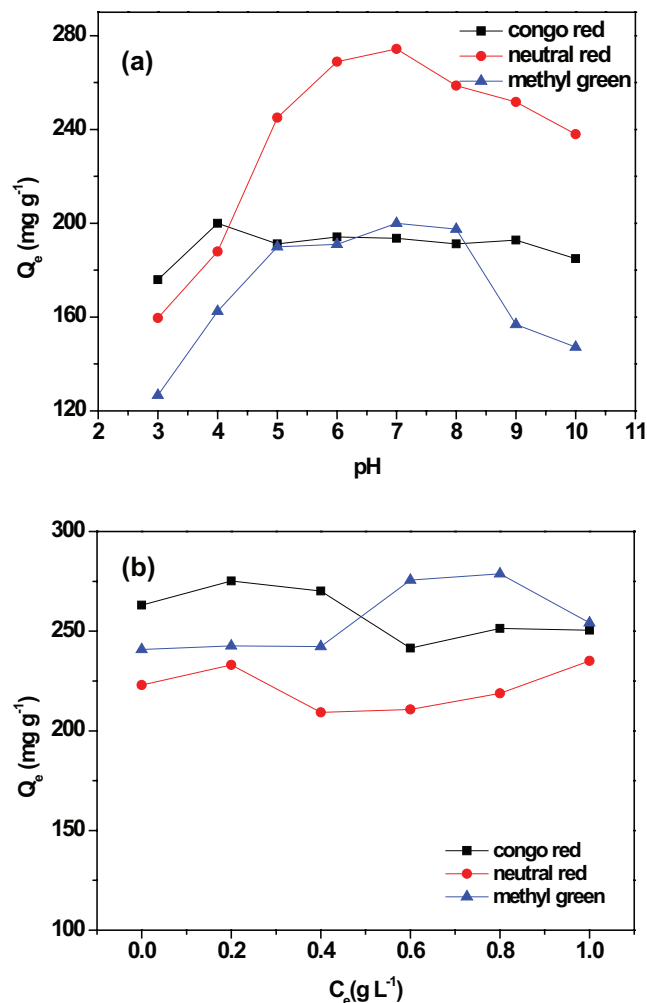 (a)
congo red
neutral red
methyl green
280
240
200
160
120
Qe (mg g-1)
2 3 4 5 6 7 8 9 10 11
pH
(b)
300
250
200
150
100
Qe (mg g-1)
congo red
neutral red
methyl green
0.0 0.2 0.4 0.6 0.8 1.0
Ce(g L-1)